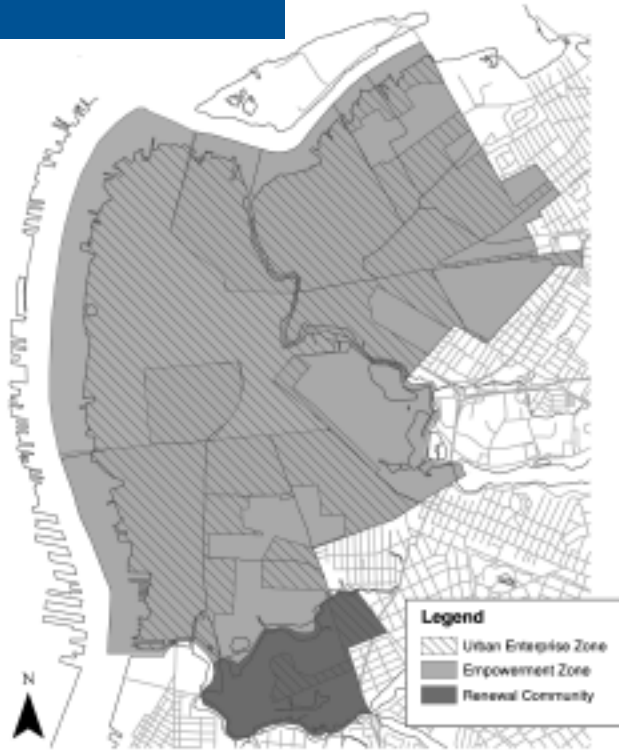 N
Legend
Urban Enterprise Zone
Empowerment Zone
Renewal Community